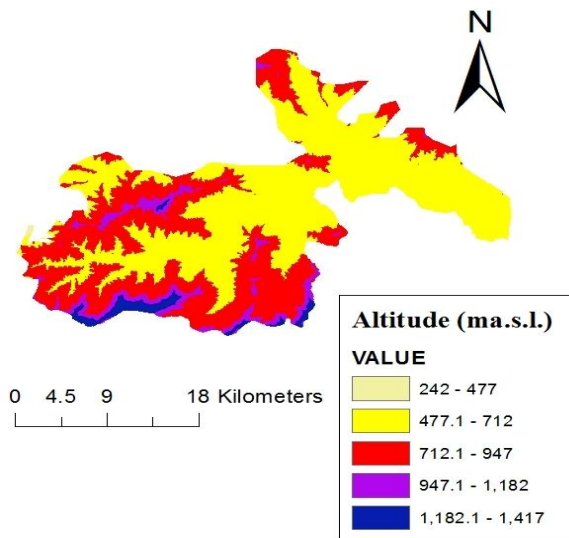 N
Altitude (ma.s.l.)
VALUE
242 - 477
477.1 - 712
712.1 - 947
947.1 - 1,182
1,182.1 - 1,417
0 4.5 9 18 Kilometers